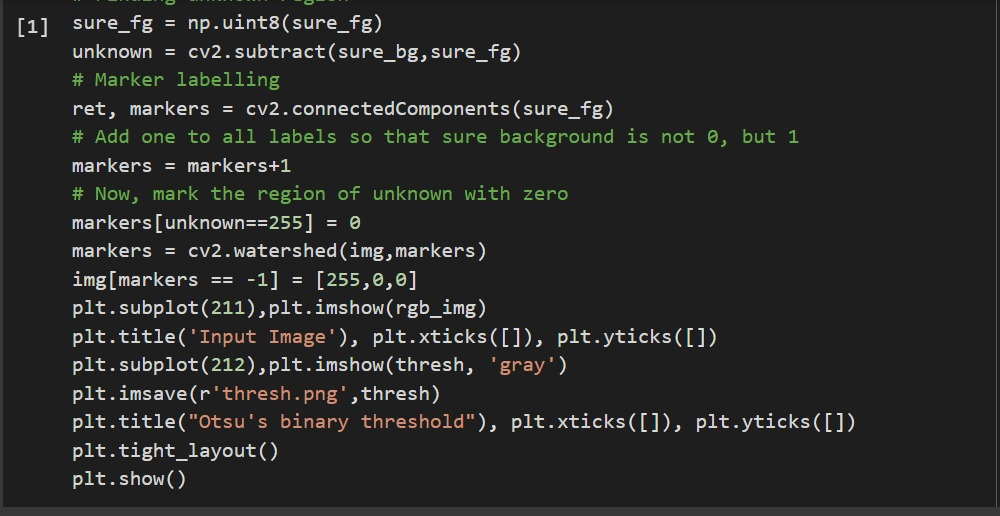 # Finding unknown region
[1] sure_fg = np.uint8(sure_fg)
unknown = cv2.subtract(sure_bg,sure_fg)
# Marker labelling
ret, markers = cv2.connectedComponents(sure_fg)
# Add one to all labels so that sure background is not 0, but 1
markers = markers+1
# Now, mark the region of unknown with zero
markers[unknown==255] = 0
markers = cv2.watershed(img,markers)
img[markers == -1] = [255,0,0]
plt.subplot(211),plt.imshow(rgb_img)
plt.title('Input Image'), plt.xticks([]), plt.yticks([])
plt.subplot(212),plt.imshow(thresh, 'gray')
plt.imsave(r'thresh.png',thresh)
plt.title("Otsu's binary threshold"), plt.xticks([]), plt.yticks([])
plt.tight_layout()
plt.show()